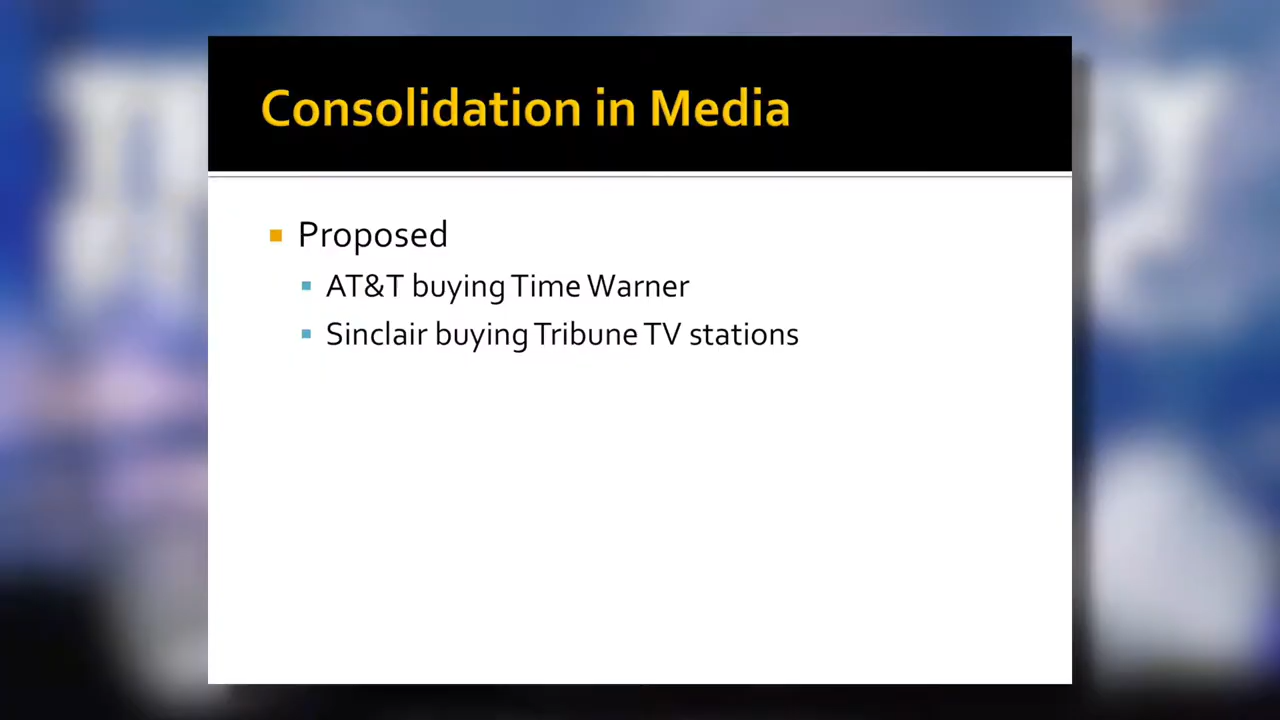 Consolidation in Media
Proposed
AT&T buying Time Warner
Sinclair buying Tribune TV stations